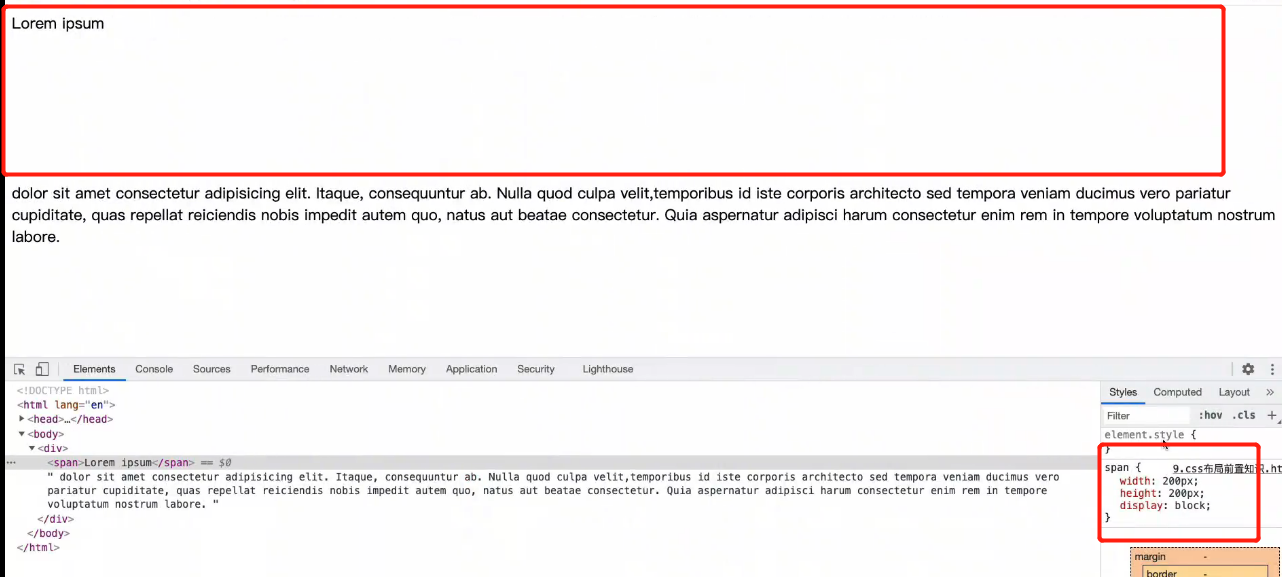 Lorem ipsum
dolor sit amet consectetur adipisicing elit. Itaque, consequuntur ab. Nulla quod culpa velit,temporibus id iste corporis architecto sed tempora veniam ducimus vero pariatur
cupiditate, quas repellat reiciendis nobis impedit autem quo, natus aut beatae consectetur. Quia aspernatur adipisci harum consectetur enim rem in tempore voluptatum nostrum
labore.
Elements Console Sources Performance Network Memory Application Security Lighthouse
<!DOCTYPE html>
<html lang="en">
<head>…</head>
<body>
<div>
<span>Lorem ipsum</span> == $0
" dolor sit amet consectetur adipisicing elit. Itaque, consequuntur ab. Nulla quod culpa velit,temporibus id iste corporis architecto sed tempora veniam ducimus vero
pariatur cupiditate, quas repellat reiciendis nobis impedit autem quo, natus aut beatae consectetur. Quia aspernatur adipisci harum consectetur enim rem in tempore
voluptatum nostrum labore. "
</div>
</body>
</html>
Styles Computed Layout »
Filter :hov .cls +
element.style {
}
span { 9.css布局前置知识.ht
width: 200px;
height: 200px;
display: block;
}
margin -
border -